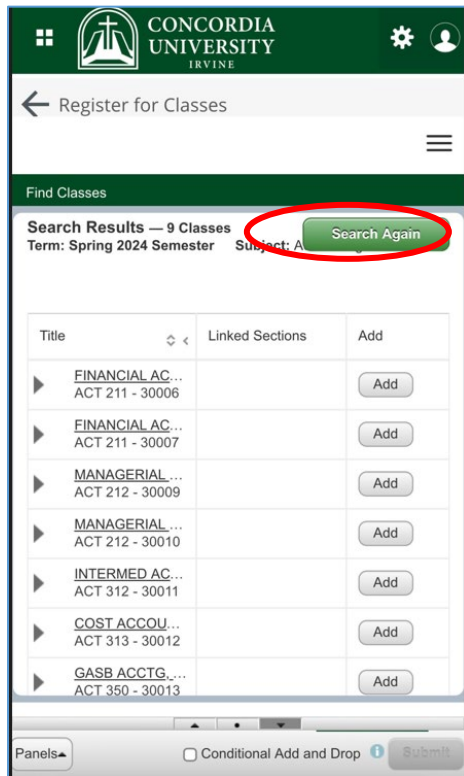 CONCORDIA
UNIVERSITY
IRVINE
Register for Classes
Find Classes
Search Results — 9 Classes
Search Again
Term: Spring 2024 Semester Subject: A
Title Linked Sections Add
FINANCIAL AC...
ACT 211 - 30006
Add
FINANCIAL AC...
ACT 211 - 30007
Add
MANAGERIAL ...
ACT 212 - 30009
Add
MANAGERIAL ...
ACT 212 - 30010
Add
INTERMED AC...
ACT 312 - 30011
Add
COST ACCOU...
ACT 313 - 30012
Add
GASB ACCTG, ...
ACT 350 - 30013
Add
Panels Conditional Add and Drop Submit